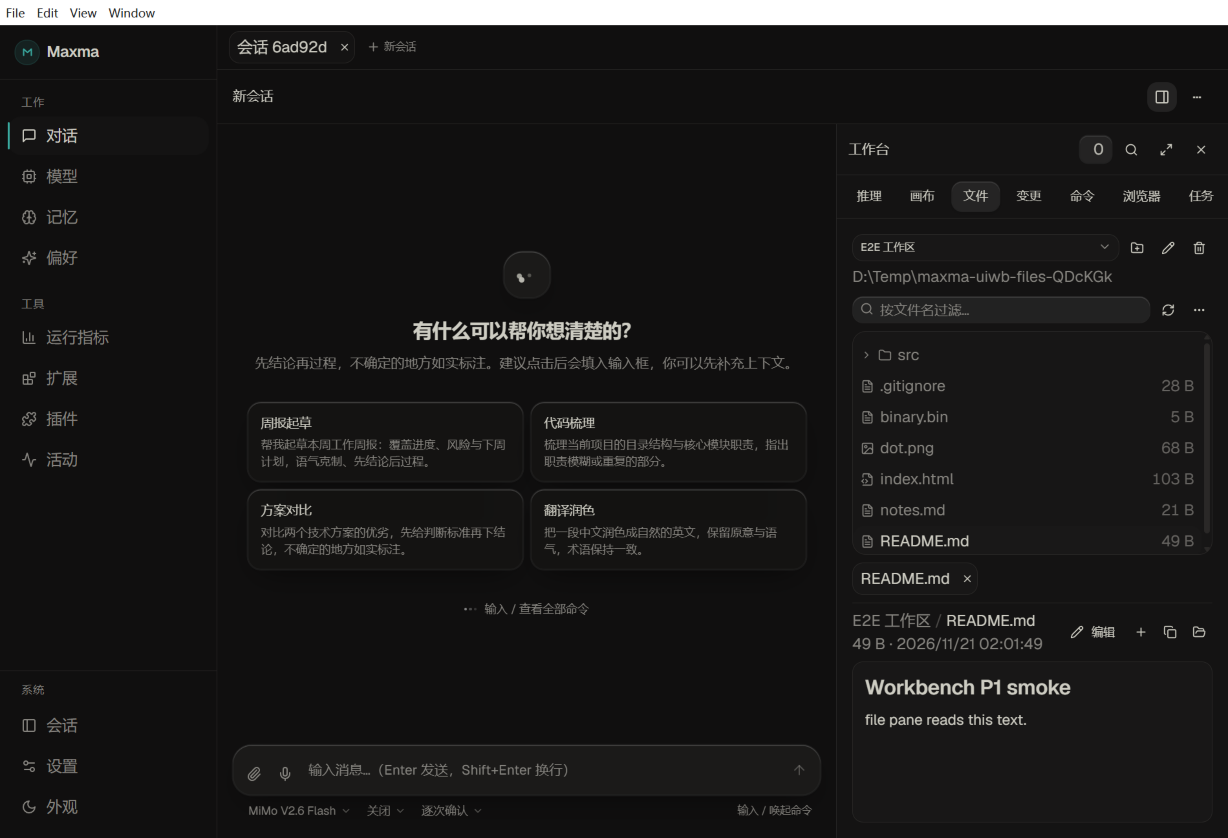 File Edit View Window
M Maxma
工作
对话
模型
记忆
偏好
工具
运行指标
扩展
插件
活动
系统
会话
设置
外观
会话 6ad92d × + 新会话
新会话
有什么可以帮你想清楚的?
先结论再过程，不确定的地方如实标注。建议点击后会填入输入框，你可以先补充上下文。
周报起草
帮我起草本周工作周报：覆盖进度、风险与下周
计划，语气克制、先结论后过程。
代码梳理
梳理当前项目的目录结构与核心模块职责，指出
职责模糊或重复的部分。
方案对比
对比两个技术方案的优劣，先给判断标准再下结
论，不确定的地方如实标注。
翻译润色
把一段中文润色成自然的英文，保留原意与语
气，术语保持一致。
输入 / 查看全部命令
输入消息…（Enter 发送，Shift+Enter 换行）
MiMo V2.6 Flash 关闭 逐次确认 输入 / 唤起命令
工作台 0
推理 画布 文件 变更 命令 浏览器 任务
E2E 工作区
D:\Temp\maxma-uiwb-files-QDcKGk
按文件名过滤…
src
.gitignore 28 B
binary.bin 5 B
dot.png 68 B
index.html 103 B
notes.md 21 B
README.md 49 B
README.md ×
E2E 工作区 / README.md
49 B · 2026/11/21 02:01:49
编辑
Workbench P1 smoke
file pane reads this text.